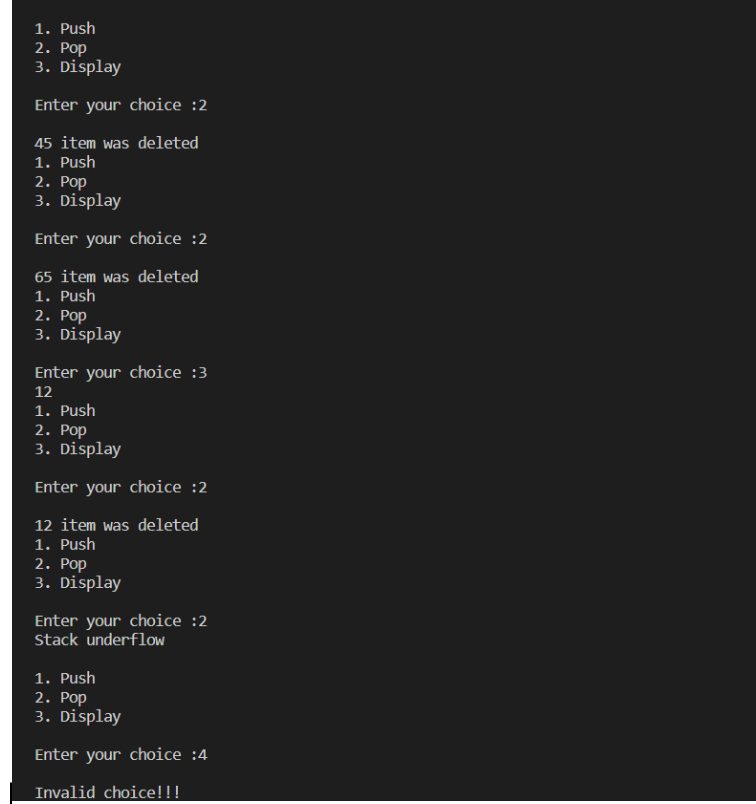 1. Push
2. Pop
3. Display
Enter your choice :2
45 item was deleted
1. Push
2. Pop
3. Display
Enter your choice :2
65 item was deleted
1. Push
2. Pop
3. Display
Enter your choice :3
12
1. Push
2. Pop
3. Display
Enter your choice :2
12 item was deleted
1. Push
2. Pop
3. Display
Enter your choice :2
Stack underflow
1. Push
2. Pop
3. Display
Enter your choice :4
Invalid choice!!!